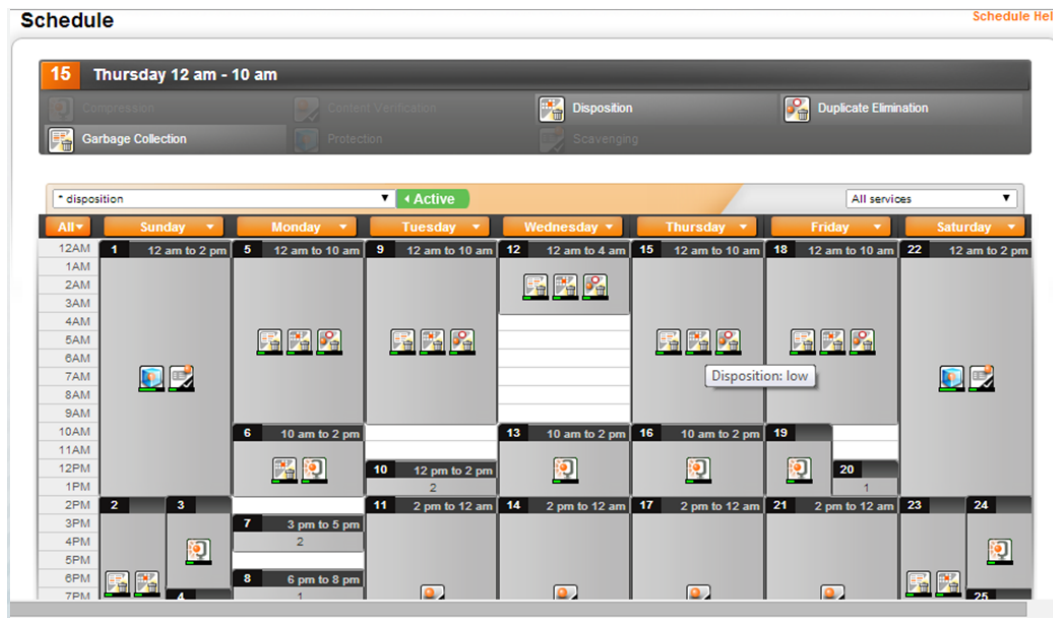 Schedule
Schedule Hel
15 Thursday 12 am - 10 am
Compression Content Verification Disposition Duplicate Elimination
Garbage Collection Protection Scavenging
* disposition Active All services
All Sunday Monday Tuesday Wednesday Thursday Friday Saturday
12AM 1 12 am to 2 pm 5 12 am to 10 am 9 12 am to 10 am 12 12 am to 4 am 15 12 am to 10 am 18 12 am to 10 am 22 12 am to 2 pm
1AM
2AM
3AM
4AM
5AM
6AM
7AM Disposition: low
8AM
9AM
10AM 6 10 am to 2 pm 13 10 am to 2 pm 16 10 am to 2 pm 19
11AM
12PM 10 12 pm to 2 pm 20
1PM 2 1
2PM 2 3 11 2 pm to 12 am 14 2 pm to 12 am 17 2 pm to 12 am 21 2 pm to 12 am 23 24
3PM 7 3 pm to 5 pm
4PM 2
5PM
6PM 8 6 pm to 8 pm
7PM 4 1 25